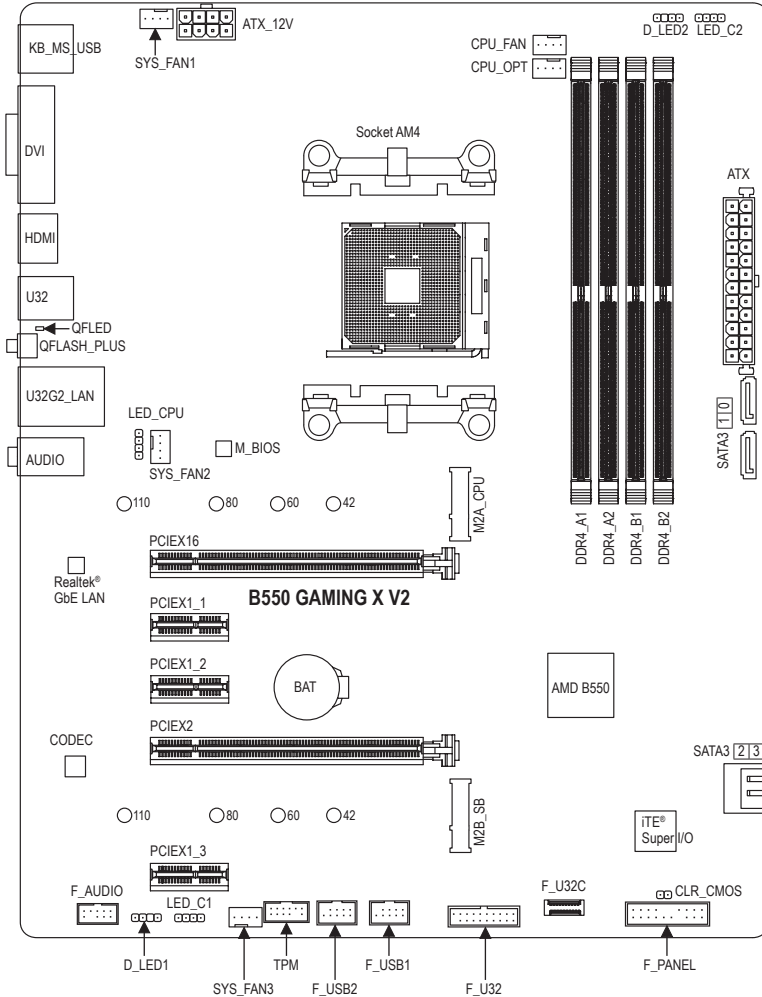 ATX_12V
D_LED2 LED_C2
KB_MS_USB
SYS_FAN1
CPU_FAN
CPU_OPT
Socket AM4
DVI
ATX
HDMI
U32
QFLED
QFLASH_PLUS
U32G2_LAN
LED_CPU
SATA3 1 0
M_BIOS
AUDIO
SYS_FAN2
M2A_CPU
110 80 60 42
DDR4_A1
DDR4_A2
DDR4_B1
DDR4_B2
PCIEX16
Realtek®
GbE LAN
B550 GAMING X V2
PCIEX1_1
PCIEX1_2
BAT
AMD B550
PCIEX2
CODEC
SATA3 2 3
M2B_SB
110 80 60 42
iTE®
Super I/O
PCIEX1_3
F_AUDIO
LED_C1
F_U32C
CLR_CMOS
D_LED1
TPM
F_USB1
F_PANEL
SYS_FAN3
F_USB2
F_U32